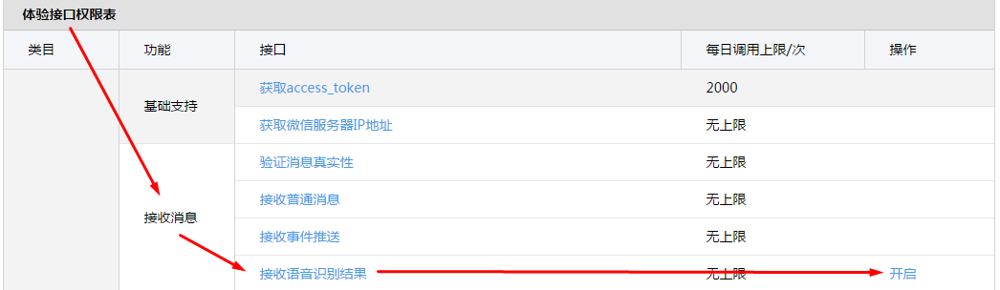 体验接口权限表
类目 功能 接口 每日调用上限/次 操作
基础支持
获取access_token 2000
获取微信服务器IP地址 无上限
验证消息真实性 无上限
接收消息
接收普通消息 无上限
接收事件推送 无上限
接收语音识别结果 无上限 开启